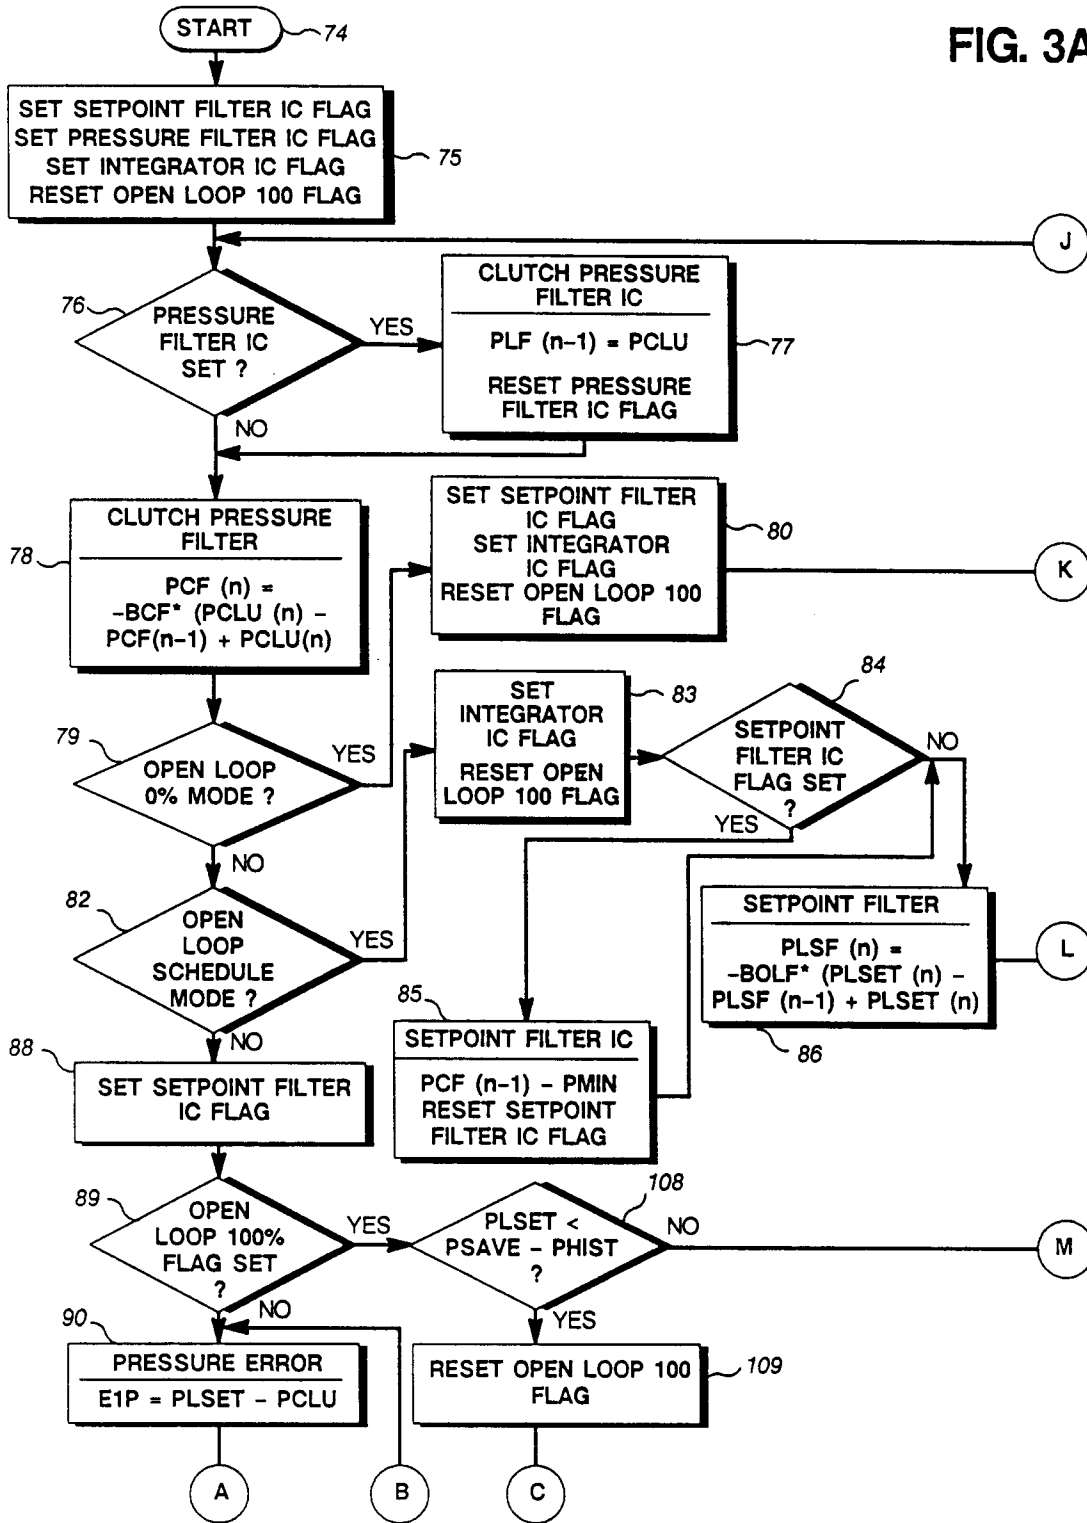 START
74
FIG. 3A
SET SETPOINT FILTER IC FLAG
SET PRESSURE FILTER IC FLAG
SET INTEGRATOR IC FLAG
RESET OPEN LOOP 100 FLAG
75
J
76
PRESSURE
FILTER IC
SET ?
YES
NO
CLUTCH PRESSURE
FILTER IC
PLF (n-1) = PCLU
RESET PRESSURE
FILTER IC FLAG
77
78
CLUTCH PRESSURE
FILTER
PCF (n) =
-BCF* (PCLU (n) -
PCF(n-1) + PCLU(n)
SET SETPOINT FILTER
IC FLAG
SET INTEGRATOR
IC FLAG
RESET OPEN LOOP 100
FLAG
80
K
79
OPEN LOOP
0% MODE ?
YES
NO
SET
INTEGRATOR
IC FLAG
RESET OPEN
LOOP 100 FLAG
83
84
SETPOINT
FILTER IC
FLAG SET
?
NO
YES
82
OPEN
LOOP
SCHEDULE
MODE ?
YES
NO
SETPOINT FILTER
PLSF (n) =
-BOLF* (PLSET (n) -
PLSF (n-1) + PLSET (n)
86
L
85
SETPOINT FILTER IC
PCF (n-1) - PMIN
RESET SETPOINT
FILTER IC FLAG
88
SET SETPOINT FILTER
IC FLAG
89
OPEN
LOOP 100%
FLAG SET
?
YES
NO
108
PLSET <
PSAVE - PHIST
?
NO
YES
M
90
PRESSURE ERROR
E1P = PLSET - PCLU
RESET OPEN LOOP 100
FLAG
109
A
B
C